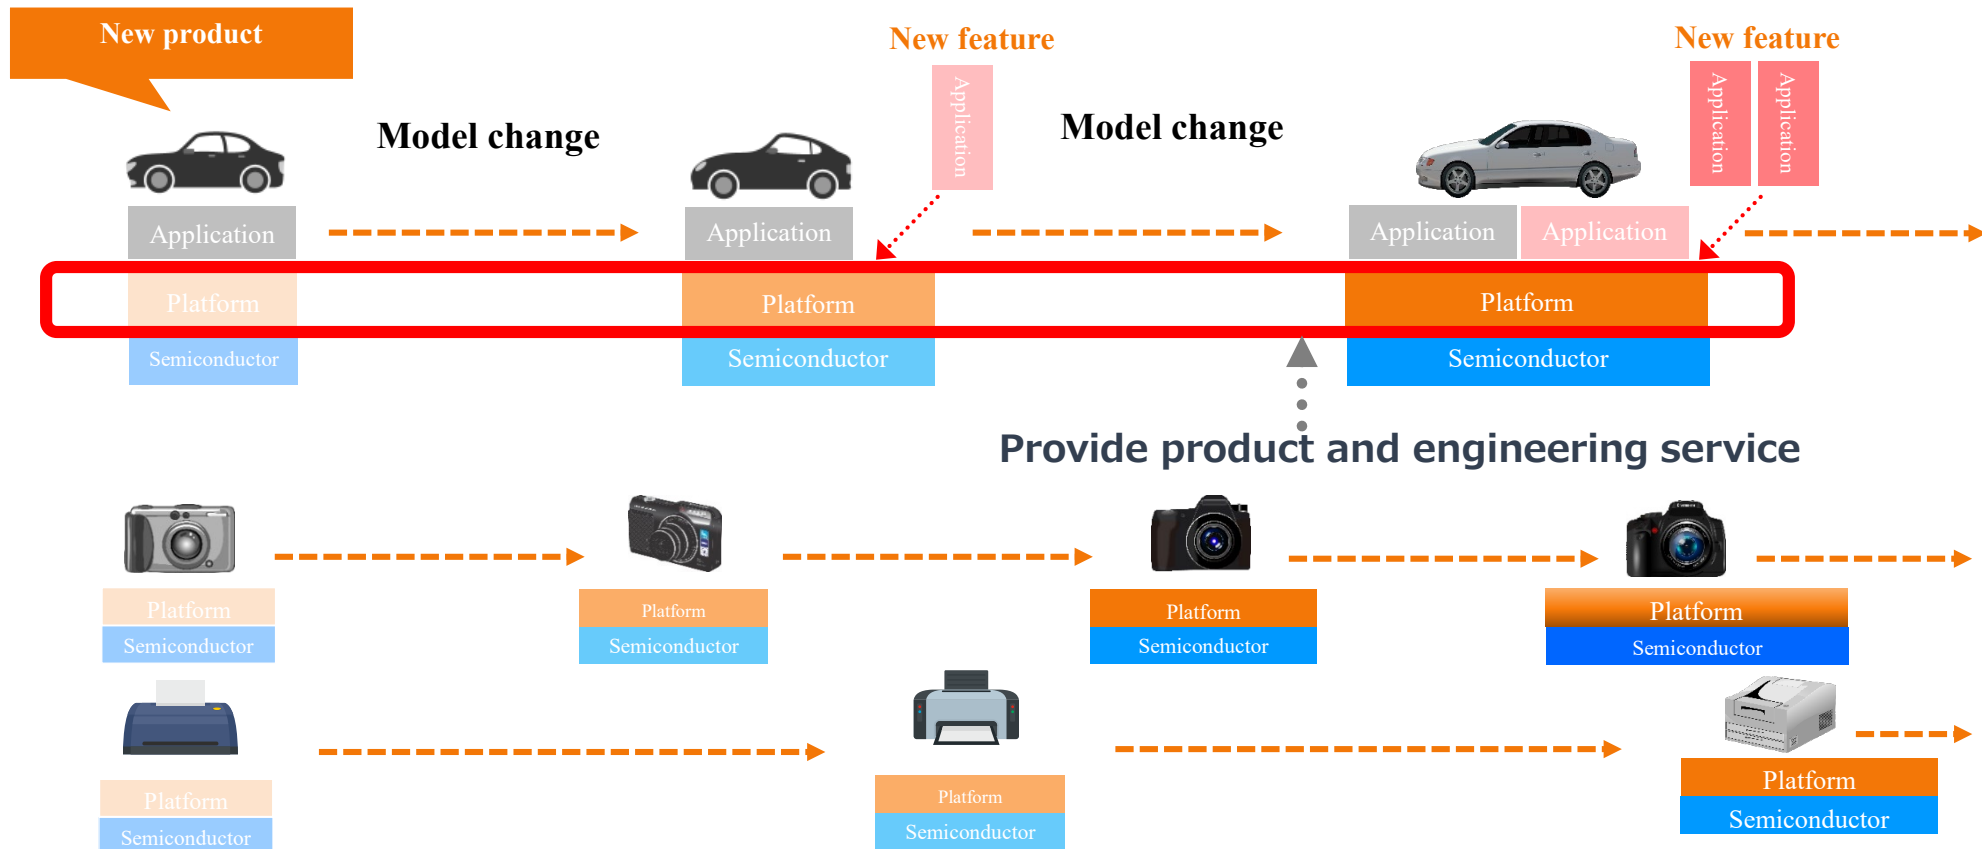 New product
New feature
New feature
Application
Application
Application
Model change
Model change
Application
Application
Application
Application
Platform
Platform
Platform
Semiconductor
Semiconductor
Semiconductor
Provide product and engineering service
Platform
Platform
Platform
Platform
Semiconductor
Semiconductor
Semiconductor
Semiconductor
Platform
Platform
Platform
Semiconductor
Semiconductor
Semiconductor